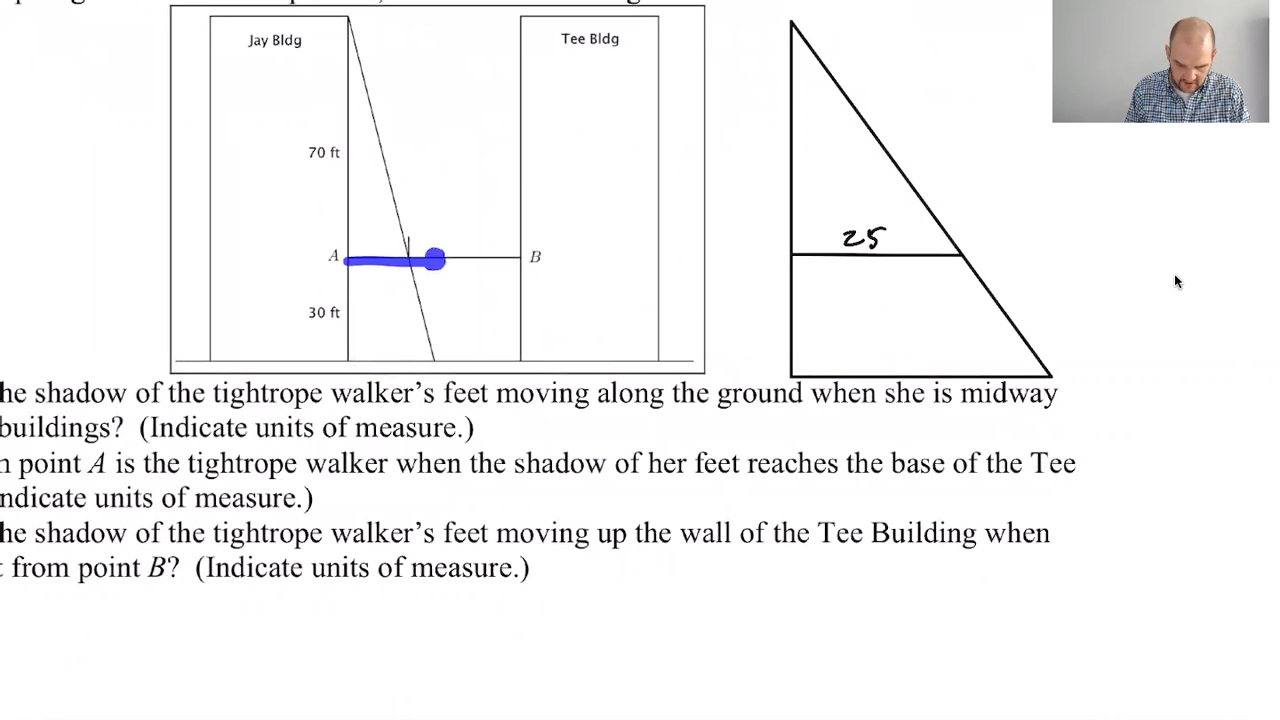 Jay Bldg
Tee Bldg
70 ft
A
B
30 ft
25
he shadow of the tightrope walker's feet moving along the ground when she is midway
buildings? (Indicate units of measure.)
point A is the tightrope walker when the shadow of her feet reaches the base of the Tee
ndicate units of measure.)
he shadow of the tightrope walker's feet moving up the wall of the Tee Building when
from point B? (Indicate units of measure.)